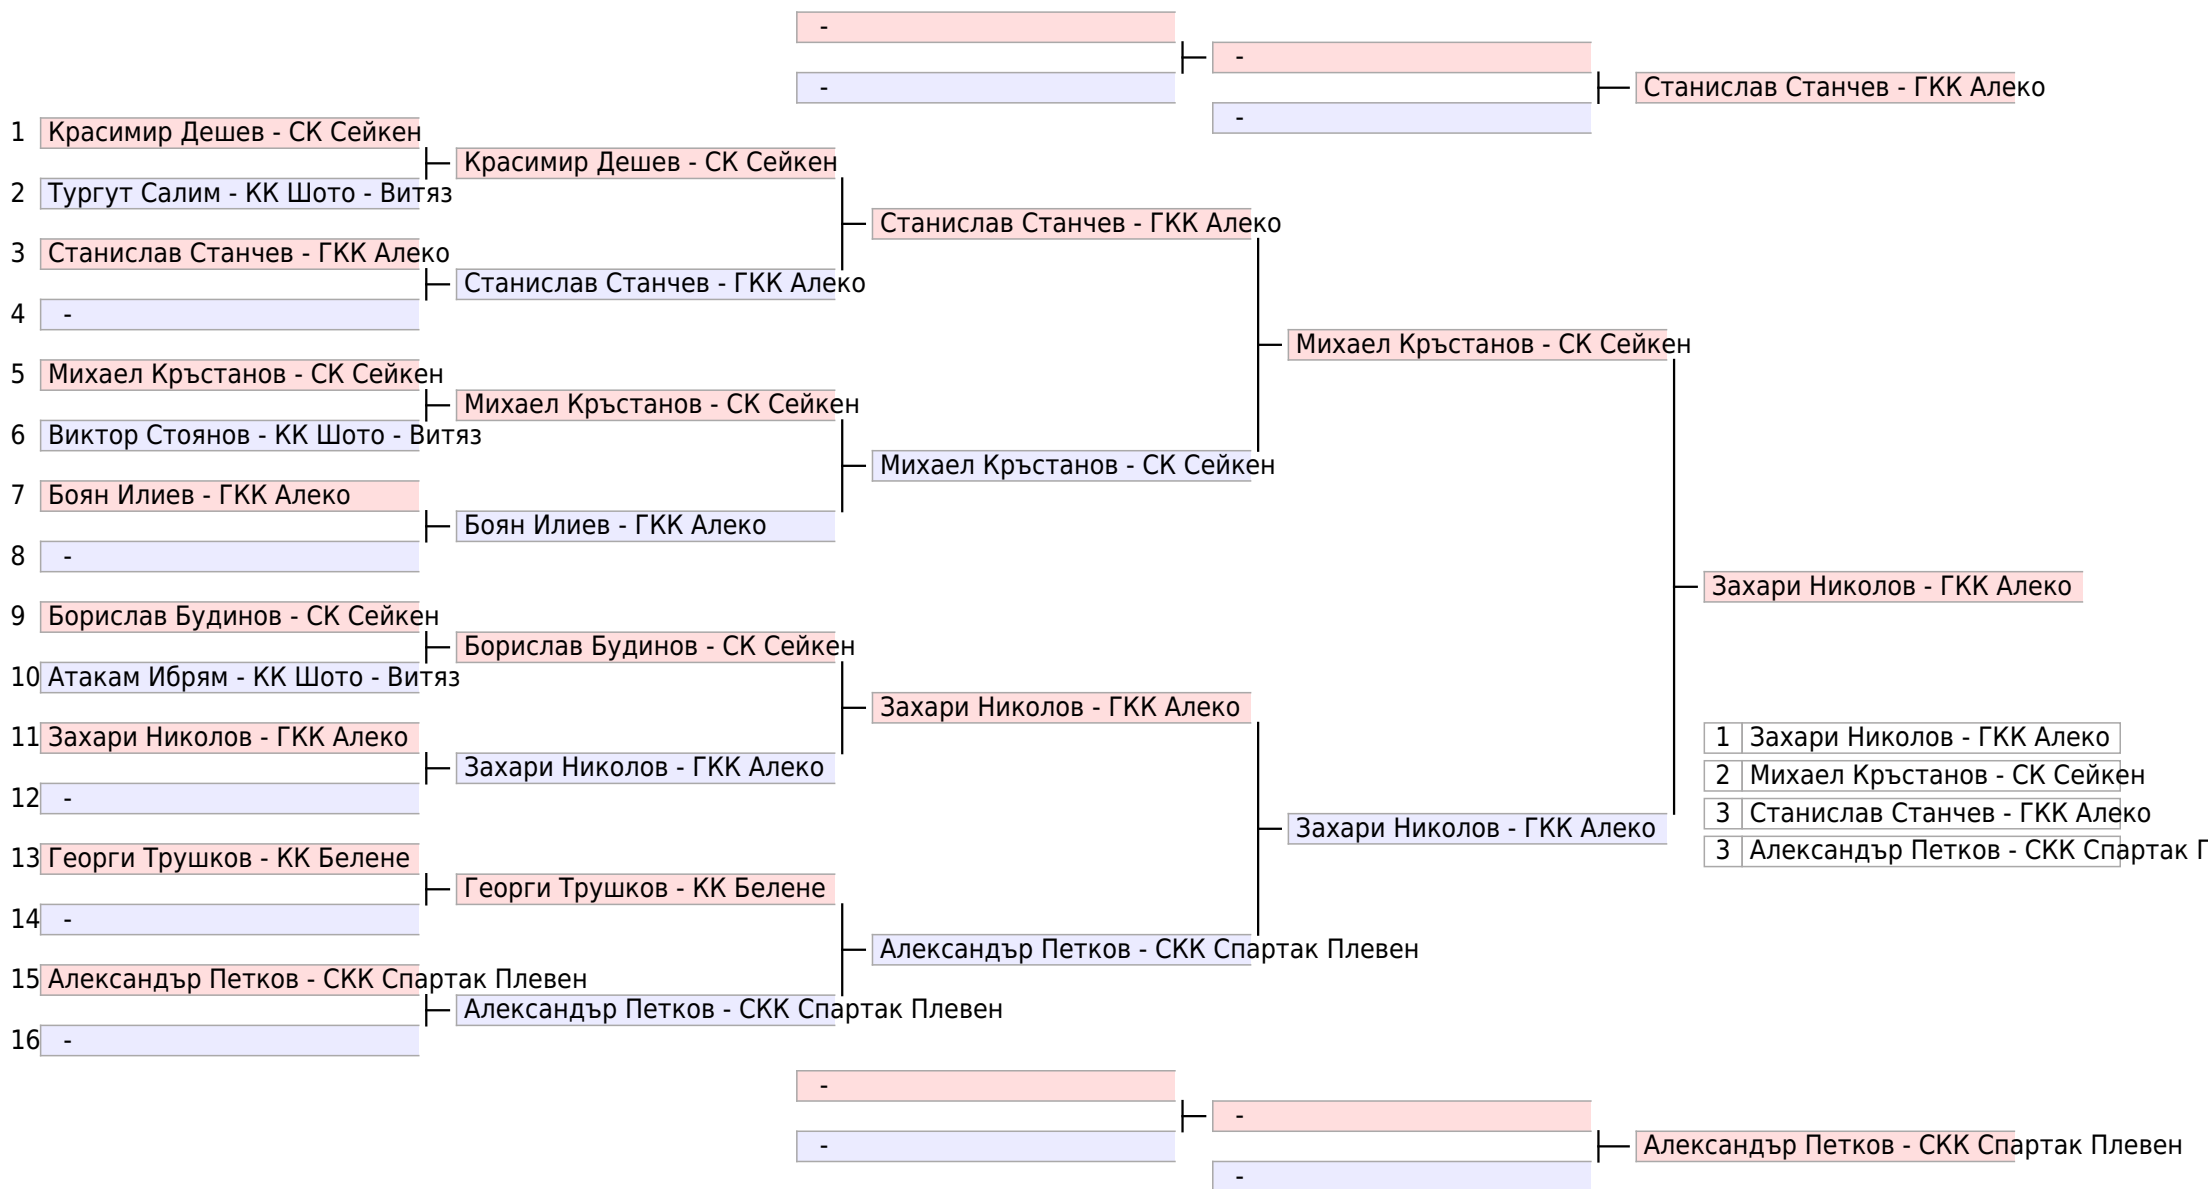 -
-
-
-
Станислав Станчев - ГКК Алеко
1 Красимир Дешев - СК Сейкен
2 Тургут Салим - КК Шото - Витяз
3 Станислав Станчев - ГКК Алеко
4 -
5 Михаел Кръстанов - СК Сейкен
6 Виктор Стоянов - КК Шото - Витяз
7 Боян Илиев - ГКК Алеко
8 -
9 Борислав Будинов - СК Сейкен
10 Атакам Ибрям - КК Шото - Витяз
11 Захари Николов - ГКК Алеко
12 -
13 Георги Трушков - КК Белене
14 -
15 Александър Петков - СКК Спартак Плевен
16 -
Красимир Дешев - СК Сейкен
Станислав Станчев - ГКК Алеко
Михаел Кръстанов - СК Сейкен
Боян Илиев - ГКК Алеко
Борислав Будинов - СК Сейкен
Захари Николов - ГКК Алеко
Георги Трушков - КК Белене
Александър Петков - СКК Спартак Плевен
Станислав Станчев - ГКК Алеко
Михаел Кръстанов - СК Сейкен
Захари Николов - ГКК Алеко
Александър Петков - СКК Спартак Плевен
Михаел Кръстанов - СК Сейкен
Захари Николов - ГКК Алеко
Захари Николов - ГКК Алеко
1 Захари Николов - ГКК Алеко
2 Михаел Кръстанов - СК Сейкен
3 Станислав Станчев - ГКК Алеко
3 Александър Петков - СКК Спартак
-
-
-
-
Александър Петков - СКК Спартак Плевен